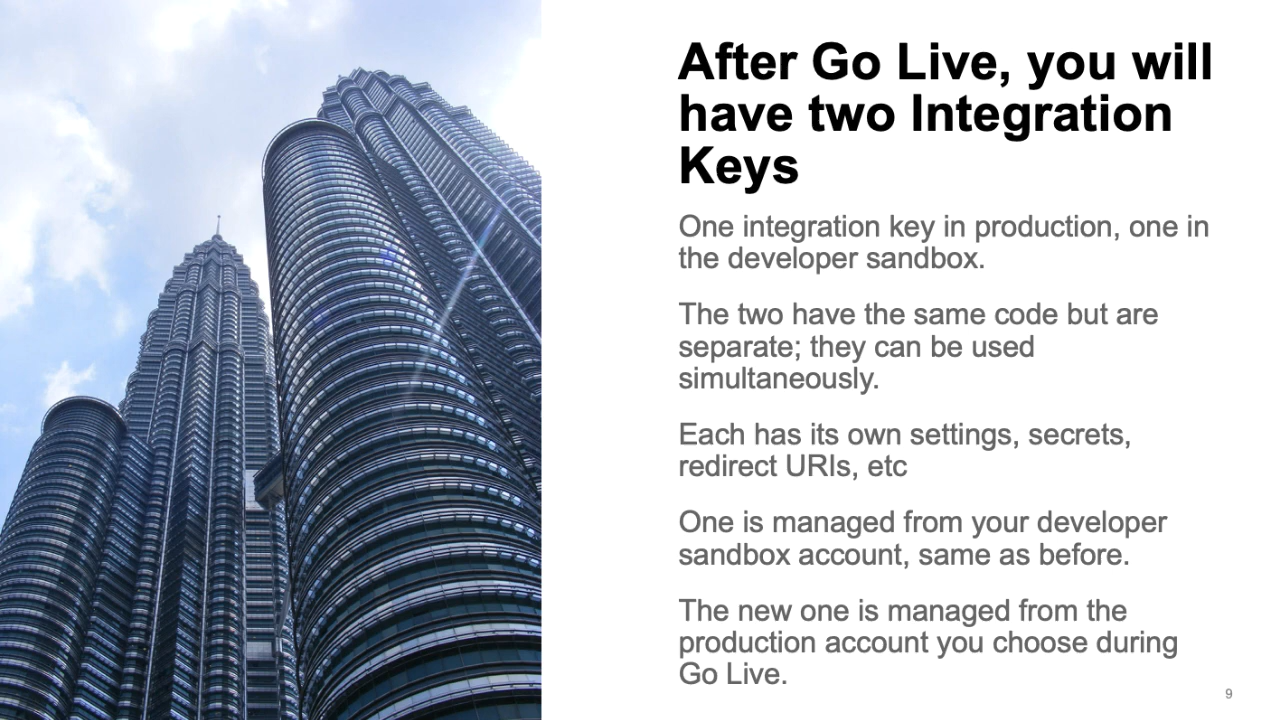 After Go Live, you will
have two Integration
Keys
One integration key in production, one in
the developer sandbox.
The two have the same code but are
separate; they can be used
simultaneously.
Each has its own settings, secrets,
redirect URIs, etc
One is managed from your developer
sandbox account, same as before.
The new one is managed from the
production account you choose during
Go Live.
9